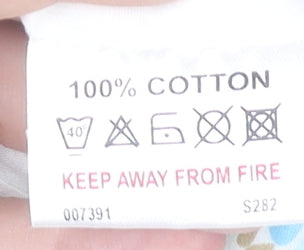 100% COTTON
40°
KEEP AWAY FROM FIRE
007391 S282